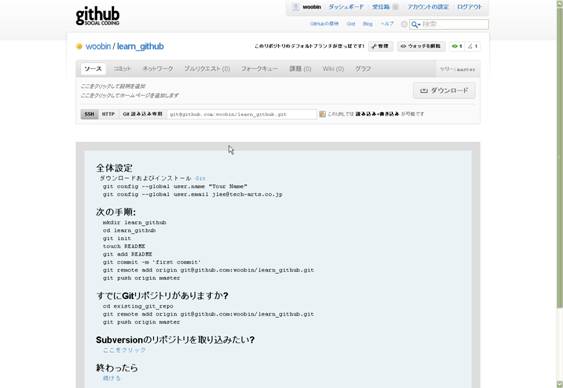 github
SOCIAL CODING
woobin ダッシュボード 受信箱 アカウントの設定 ログアウト
GitHubの探検 Gist Blog ヘルプ 検索
woobin / learn_github
このリポジトリのデフォルトブランチが空っぽです! 管理 ウォッチを解除 1 1
ソース コミット ネットワーク プルリクエスト (0) フォークキュー 課題 (0) Wiki (0) グラフ ツリー: master
ここをクリックして説明を追加
ここをクリックしてホームページを追加します
ダウンロード
SSH HTTP Git 読み込み専用 git@github.com:woobin/learn_github.git このURLでは 読み込み+書き込み が可能です
全体設定
ダウンロードおよびインストール Git
git config --global user.name "Your Name"
git config --global user.email jlee@tech-arts.co.jp
次の手順:
mkdir learn_github
cd learn_github
git init
touch README
git add README
git commit -m 'first commit'
git remote add origin git@github.com:woobin/learn_github.git
git push origin master
すでにGitリポジトリがありますか?
cd existing_git_repo
git remote add origin git@github.com:woobin/learn_github.git
git push origin master
Subversionのリポジトリを取り込みたい?
ここをクリック
終わったら
続ける